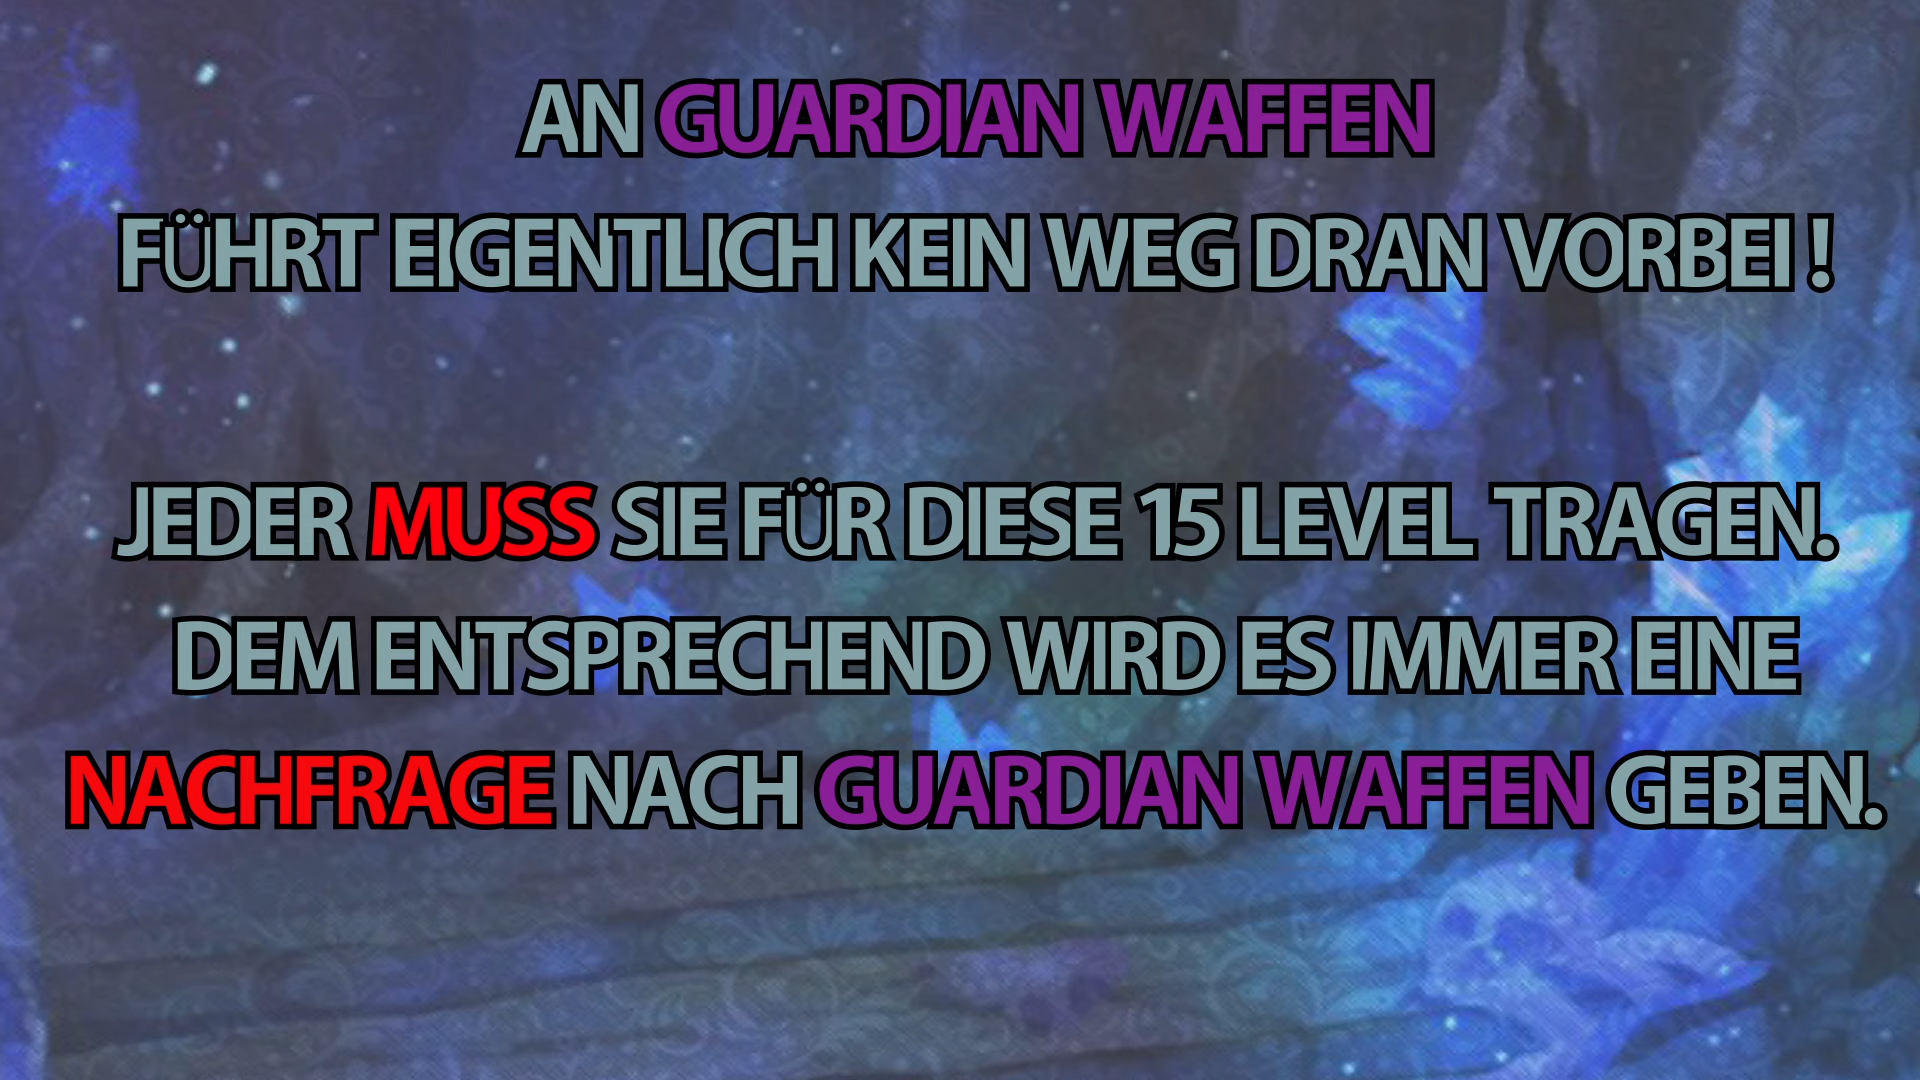 AN GUARDIAN WAFFEN
FÜHRT EIGENTLICH KEIN WEG DRAN VORBEI !
JEDER MUSS SIE FÜR DIESE 15 LEVEL TRAGEN.
DEM ENTSPRECHEND WIRD ES IMMER EINE
NACHFRAGE NACH GUARDIAN WAFFEN GEBEN.